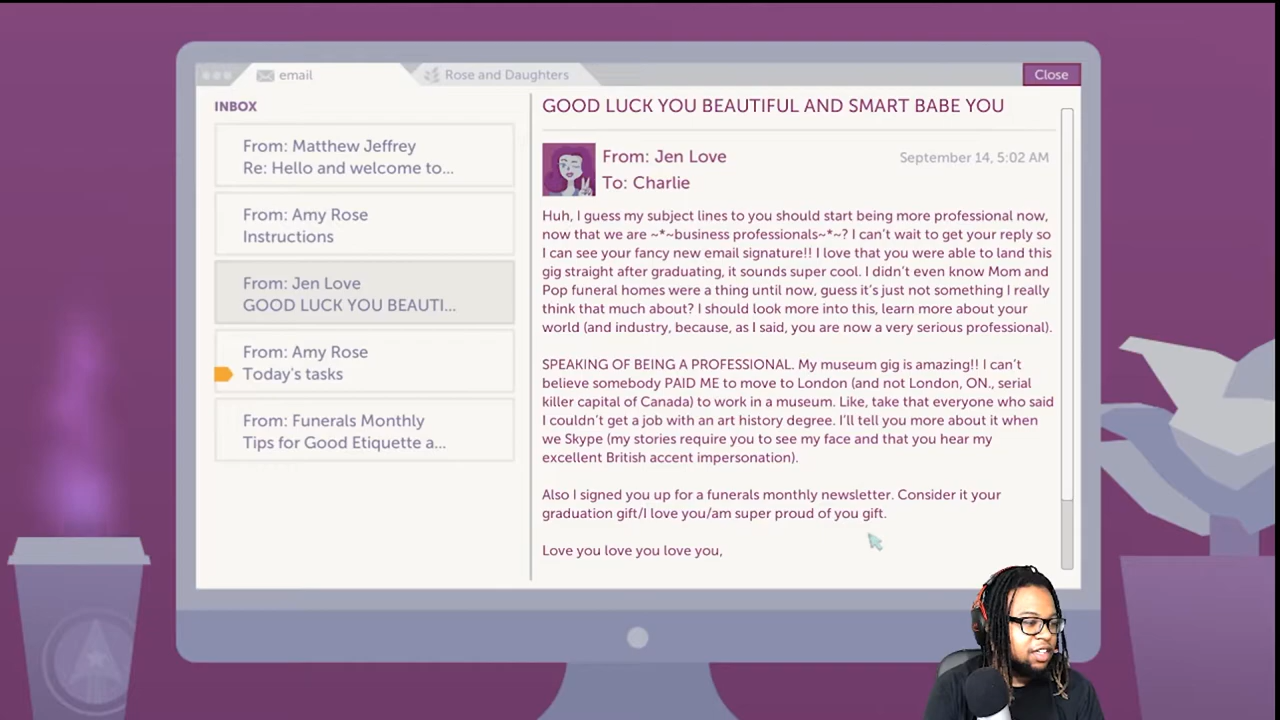 email
Rose and Daughters
Close
INBOX
From: Matthew Jeffrey
Re: Hello and welcome to...
From: Amy Rose
Instructions
From: Jen Love
GOOD LUCK YOU BEAUTI...
From: Amy Rose
Today's tasks
From: Funerals Monthly
Tips for Good Etiquette a...
GOOD LUCK YOU BEAUTIFUL AND SMART BABE YOU
From: Jen Love
September 14, 5:02 AM
To: Charlie
Huh, I guess my subject lines to you should start being more professional now,
now that we are ~*~business professionals~*~? I can't wait to get your reply so
I can see your fancy new email signature!! I love that you were able to land this
gig straight after graduating, it sounds super cool. I didn't even know Mom and
Pop funeral homes were a thing until now, guess it's just not something I really
think that much about? I should look more into this, learn more about your
world (and industry, because, as I said, you are now a very serious professional).
SPEAKING OF BEING A PROFESSIONAL. My museum gig is amazing!! I can't
believe somebody PAID ME to move to London (and not London, ON., serial
killer capital of Canada) to work in a museum. Like, take that everyone who said
I couldn't get a job with an art history degree. I'll tell you more about it when
we Skype (my stories require you to see my face and that you hear my
excellent British accent impersonation).
Also I signed you up for a funerals monthly newsletter. Consider it your
graduation gift/I love you/am super proud of you gift.
Love you love you love you,